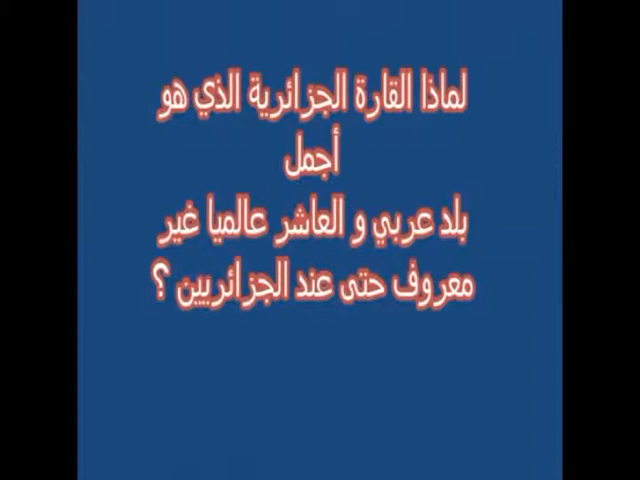 لماذا القارة الجزائرية الذي هو
أجمل
بلد عربي و العاشر عالميا غير
معروف حتى عند الجزائريين ؟